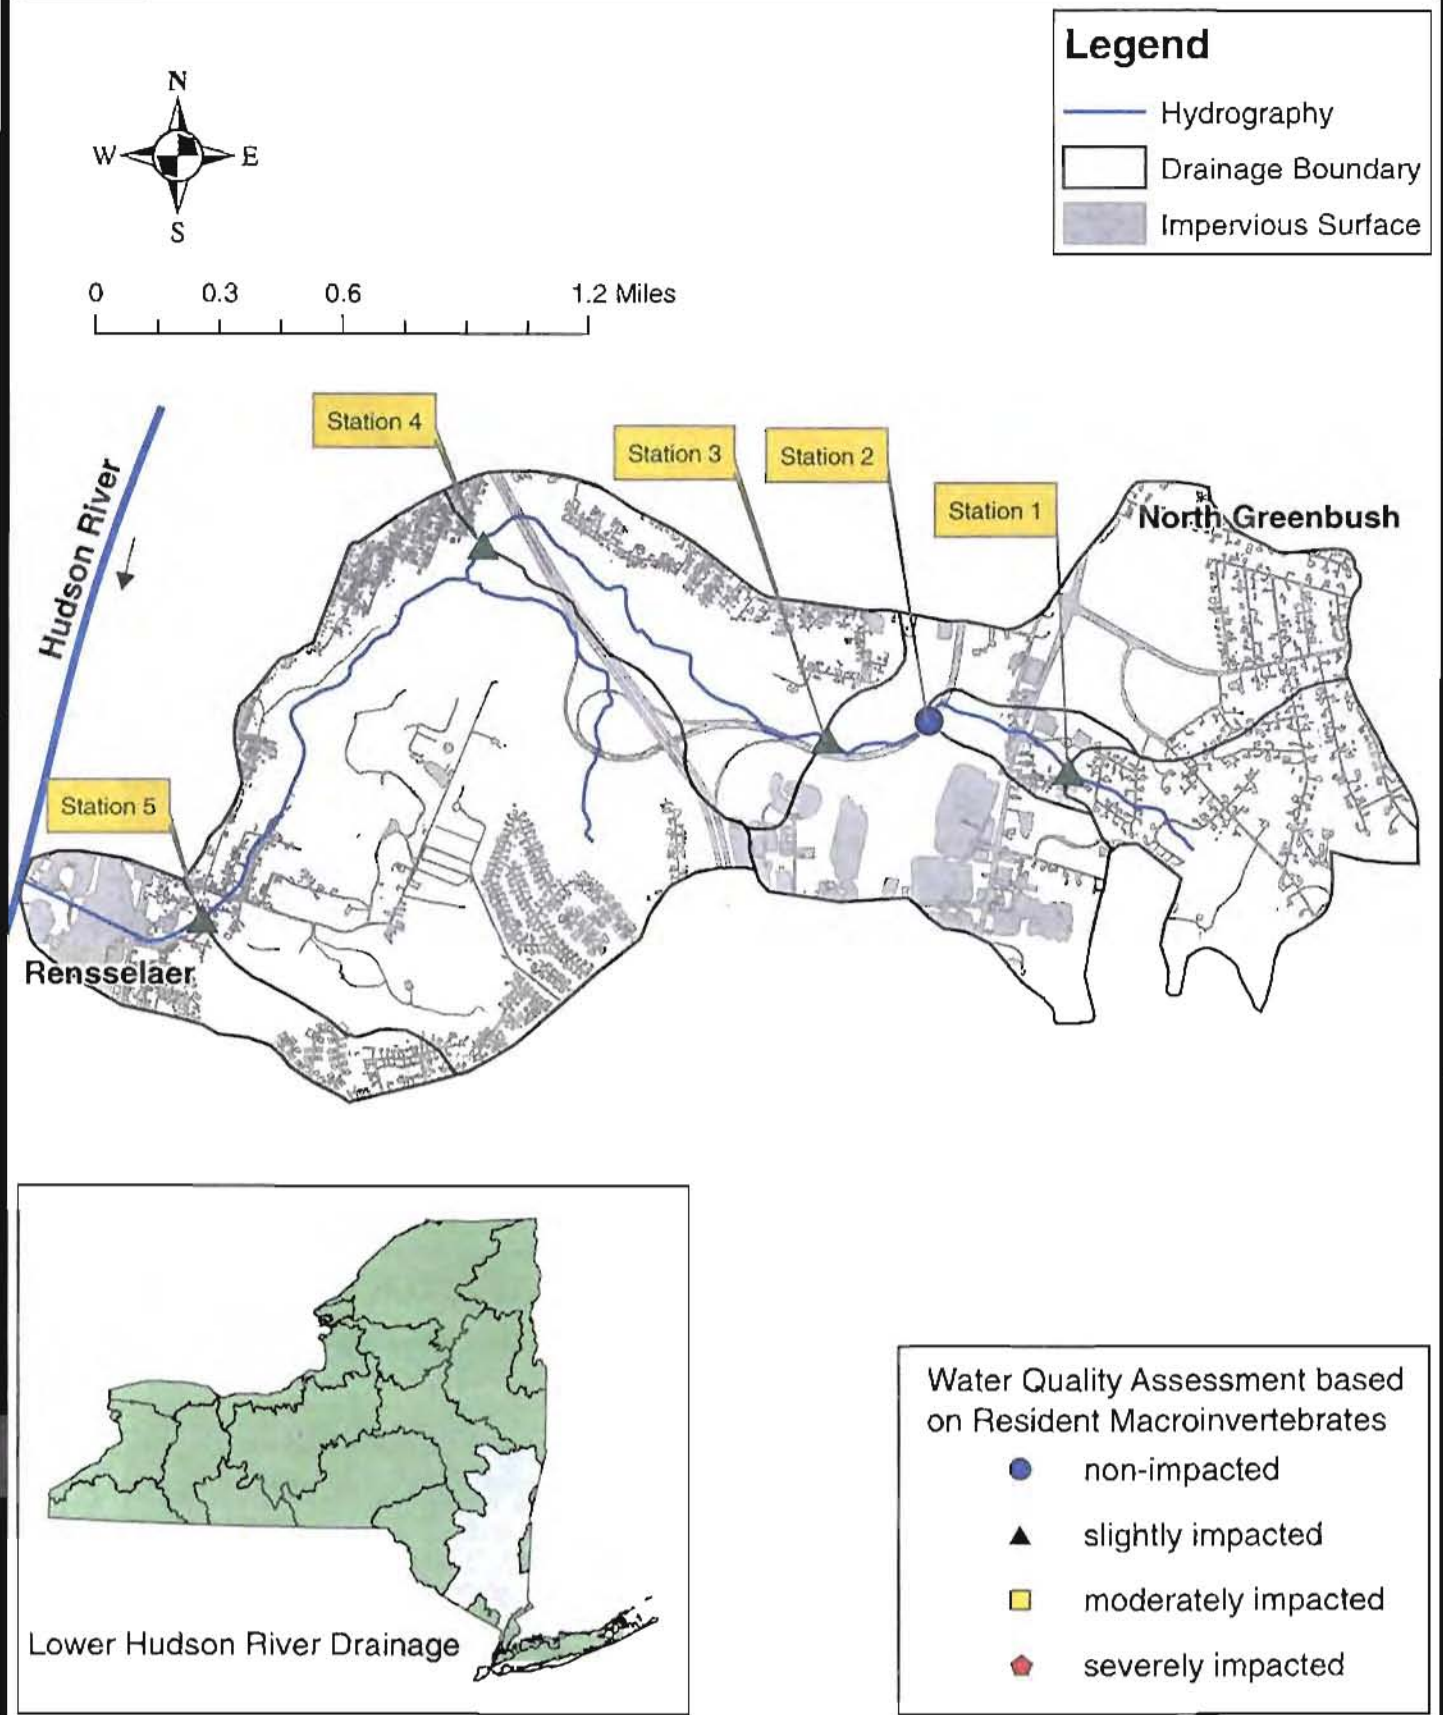 Legend
Hydrography
Drainage Boundary
Impervious Surface
N
W E
S
0 0.3 0.6 1.2 Miles
Station 4
Station 3
Station 2
Station 1
North Greenbush
Hudson River
Station 5
Rensselaer
Water Quality Assessment based
on Resident Macroinvertebrates
non-impacted
slightly impacted
moderately impacted
severely impacted
Lower Hudson River Drainage